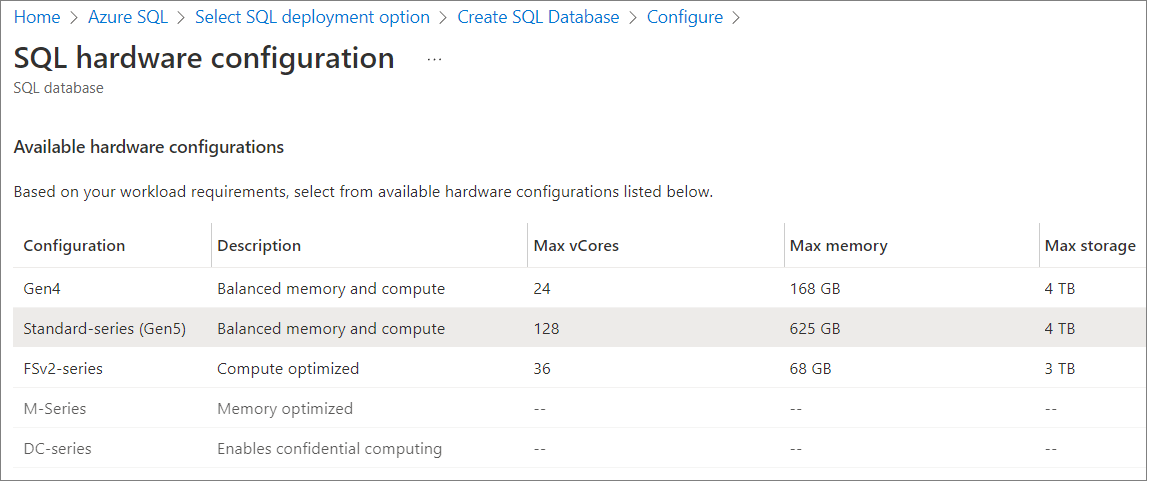 Home > Azure SQL > Select SQL deployment option > Create SQL Database > Configure >
SQL hardware configuration ...
SQL database
Available hardware configurations
Based on your workload requirements, select from available hardware configurations listed below.
Configuration Description Max vCores Max memory Max storage
Gen4 Balanced memory and compute 24 168 GB 4 TB
Standard-series (Gen5) Balanced memory and compute 128 625 GB 4 TB
FSv2-series Compute optimized 36 68 GB 3 TB
M-Series Memory optimized -- -- --
DC-series Enables confidential computing -- -- --